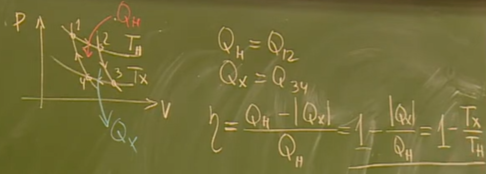 P
Q_H
1
2
T_H
4
3
T_X
V
Q_X
Q_H = Q_12
Q_X = Q_34
η = (Q_H - |Q_X|) / Q_H = 1 - |Q_X| / Q_H = 1 - T_X / T_H